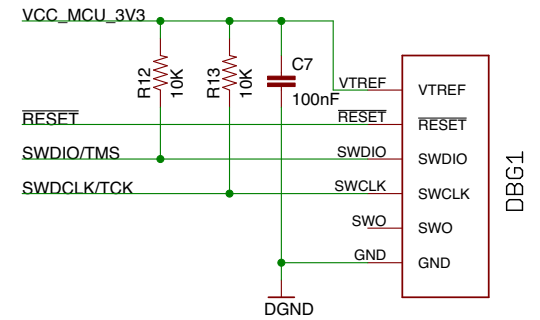 VCC_MCU_3V3
R12
10K
R13
10K
C7
100nF
VTREF
VTREF
RESET
RESET
RESET
SWDIO/TMS
SWDIO
SWDIO
SWDCLK/TCK
SWCLK
SWCLK
SWO
SWO
GND
GND
DGND
DBG1